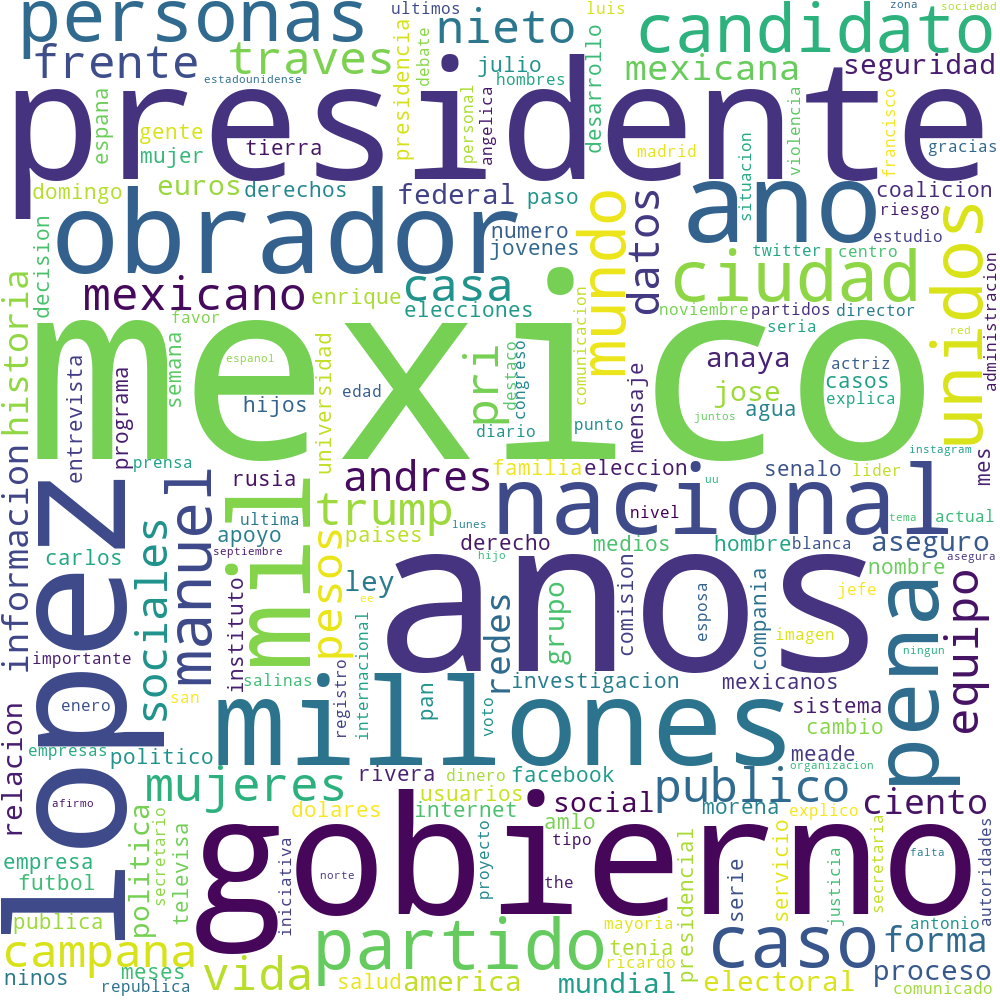 personas
ultimos
nieto
luis
candidato
zona
sociedad
frente
traves
estadounidense
presidencia
debate
julio
hombres
desarrollo
mexicana
seguridad
presidente
espana
gente
mujer
tierra
personal
angelica
madrid
violencia
francisco
gracias
domingo
euros
derechos
federal
paso
mundo
datos
situacion
ano
coalicion
riesgo
estudio
obrador
numero
jovenes
twitter
centro
unidos
administracion
historia
decision
mexicano
enrique
casa
elecciones
ciudad
favor
noviembre
partidos
director
seria
red
mexico
espanol
semana
universidad
pri
destaco
congreso
comunicacion
mensaje
anaya
actriz
casos
explica
jose
agua
juntos
instagram
informacion
entrevista
programa
hijos
edad
diario
punto
mes
prensa
rusia
andres
familia
eleccion
uu
senalo
lider
lopez
sociales
manuel
mil
trump
nacional
nivel
tema
actual
carlos
ultima
apoyo
septiembre
pesos
paises
lunes
derecho
medios
hombre
blanca
aseguro
asegura
instituto
ley
ee
hijo
anos
nombre
jefe
pena
equipo
importante
redes
grupo
comision
esposa
compania
imagen
ningun
salinas
registro
internacional
san
enero
pan
voto
investigacion
mexicanos
sistema
cambio
relacion
empresas
politico
millones
meade
organizacion
afirmo
mujeres
rivera
dinero
facebook
publico
usuarios
dolares
internet
social
morena
explico
ciento
empresa
futbol
politica
secretario
televisa
iniciativa
gobierno
norte
proyecto
amlo
tipo
the
presidencial
serie
servicio
justicia
secretaria
falta
autoridades
publica
campana
ninos
meses
republica
vida
partido
salud
america
mayoria
tenia
ricardo
mundial
caso
electoral
antonio
forma
proceso
comunicado